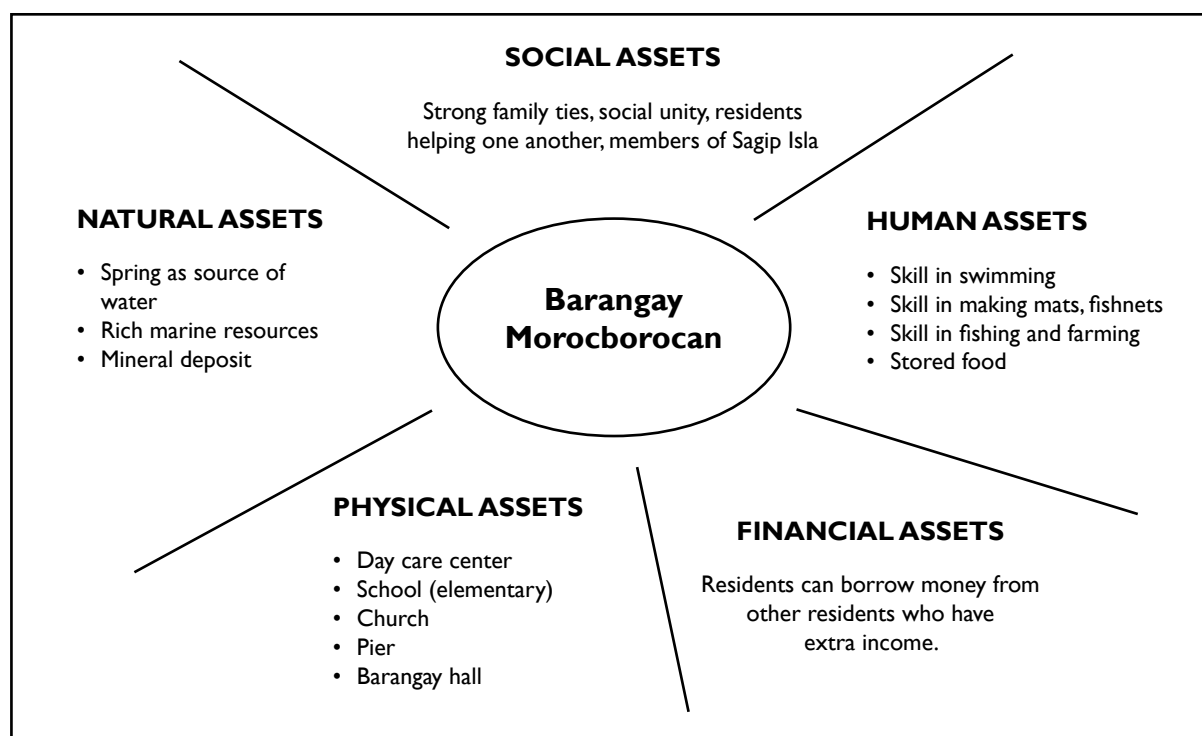 SOCIAL ASSETS
Strong family ties, social unity, residents
helping one another, members of Sagip Isla
NATURAL ASSETS
• Spring as source of
water
• Rich marine resources
• Mineral deposit
Barangay
Morocborocan
HUMAN ASSETS
• Skill in swimming
• Skill in making mats, fishnets
• Skill in fishing and farming
• Stored food
PHYSICAL ASSETS
• Day care center
• School (elementary)
• Church
• Pier
• Barangay hall
FINANCIAL ASSETS
Residents can borrow money from
other residents who have
extra income.